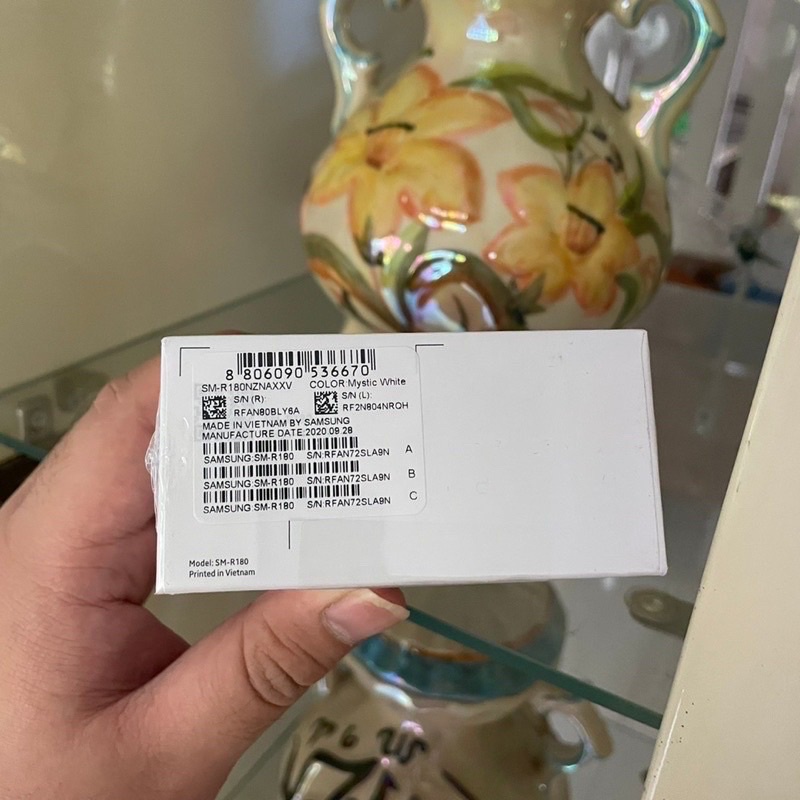 8 806090 536670
SM-R180NZNAXXV COLOR:Mystic White
S/N (R): S/N (L):
RFAN80BLY6A RF2N804NRQH
MADE IN VIETNAM BY SAMSUNG
MANUFACTURE DATE:2020.09.28
SAMSUNG:SM-R180 S/N:RFAN72SLA9N A
SAMSUNG:SM-R180 S/N:RFAN72SLA9N B
SAMSUNG:SM-R180 S/N:RFAN72SLA9N C
Model: SM-R180
Printed in Vietnam